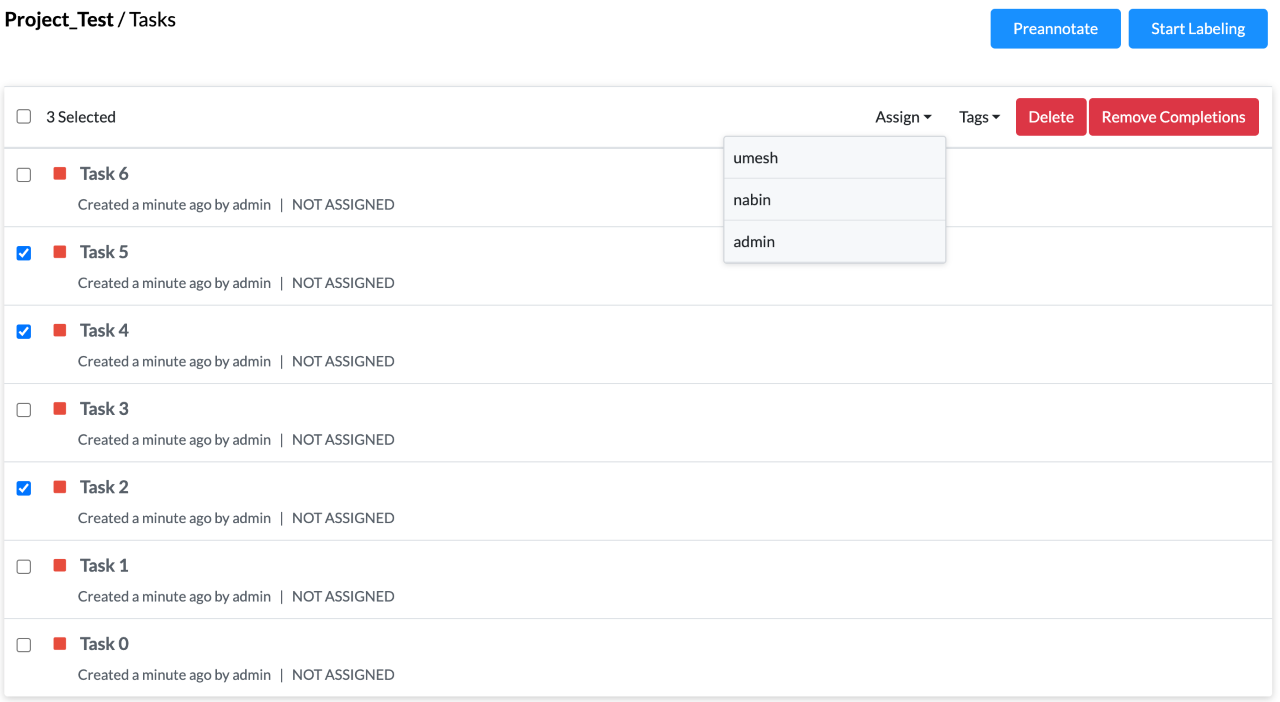 Project_Test / Tasks
Preannotate
Start Labeling
3 Selected
Assign
Tags
Delete
Remove Completions
umesh
nabin
admin
Task 6
Created a minute ago by admin | NOT ASSIGNED
Task 5
Created a minute ago by admin | NOT ASSIGNED
Task 4
Created a minute ago by admin | NOT ASSIGNED
Task 3
Created a minute ago by admin | NOT ASSIGNED
Task 2
Created a minute ago by admin | NOT ASSIGNED
Task 1
Created a minute ago by admin | NOT ASSIGNED
Task 0
Created a minute ago by admin | NOT ASSIGNED